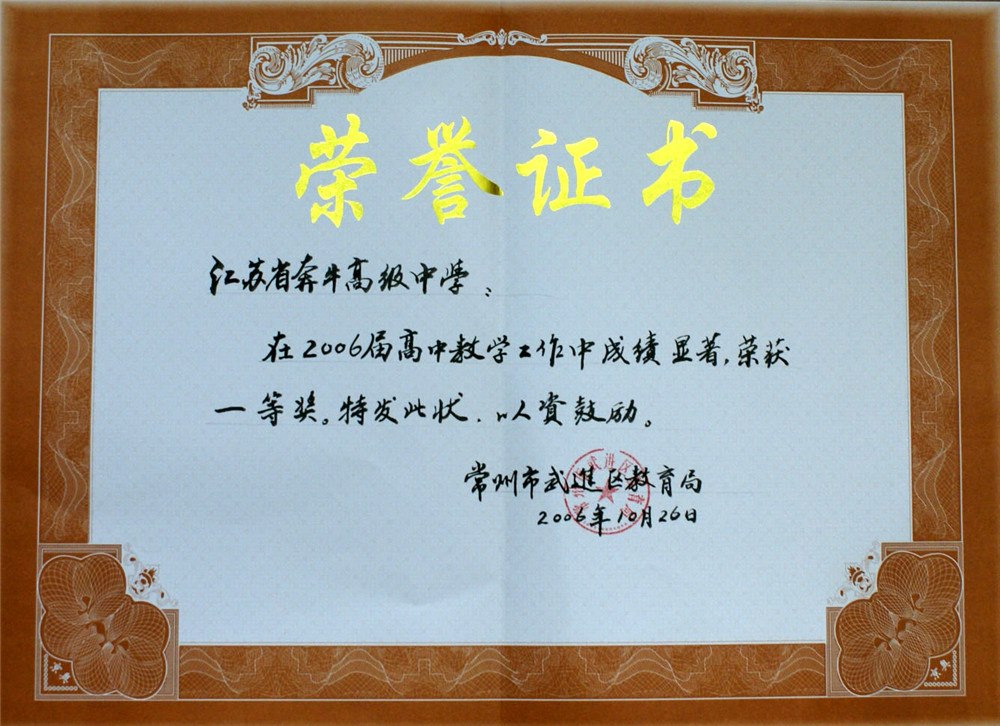 荣誉证书
江苏省奔牛高级中学：
在2006届高中教学工作中成绩显著，荣获
一等奖。特发此状．以资鼓励。
常州市武進区教育局
2006年10月26日